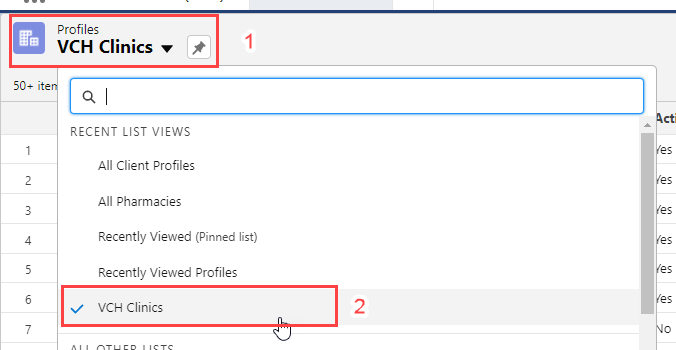 Profiles
VCH Clinics
1
50+ item
RECENT LIST VIEWS
Acti
1
All Client Profiles
Yes
2
All Pharmacies
Yes
3
Recently Viewed (Pinned list)
Yes
4
Yes
5
Recently Viewed Profiles
Yes
6
VCH Clinics
2
Yes
7
No
ALL OTHER LISTS